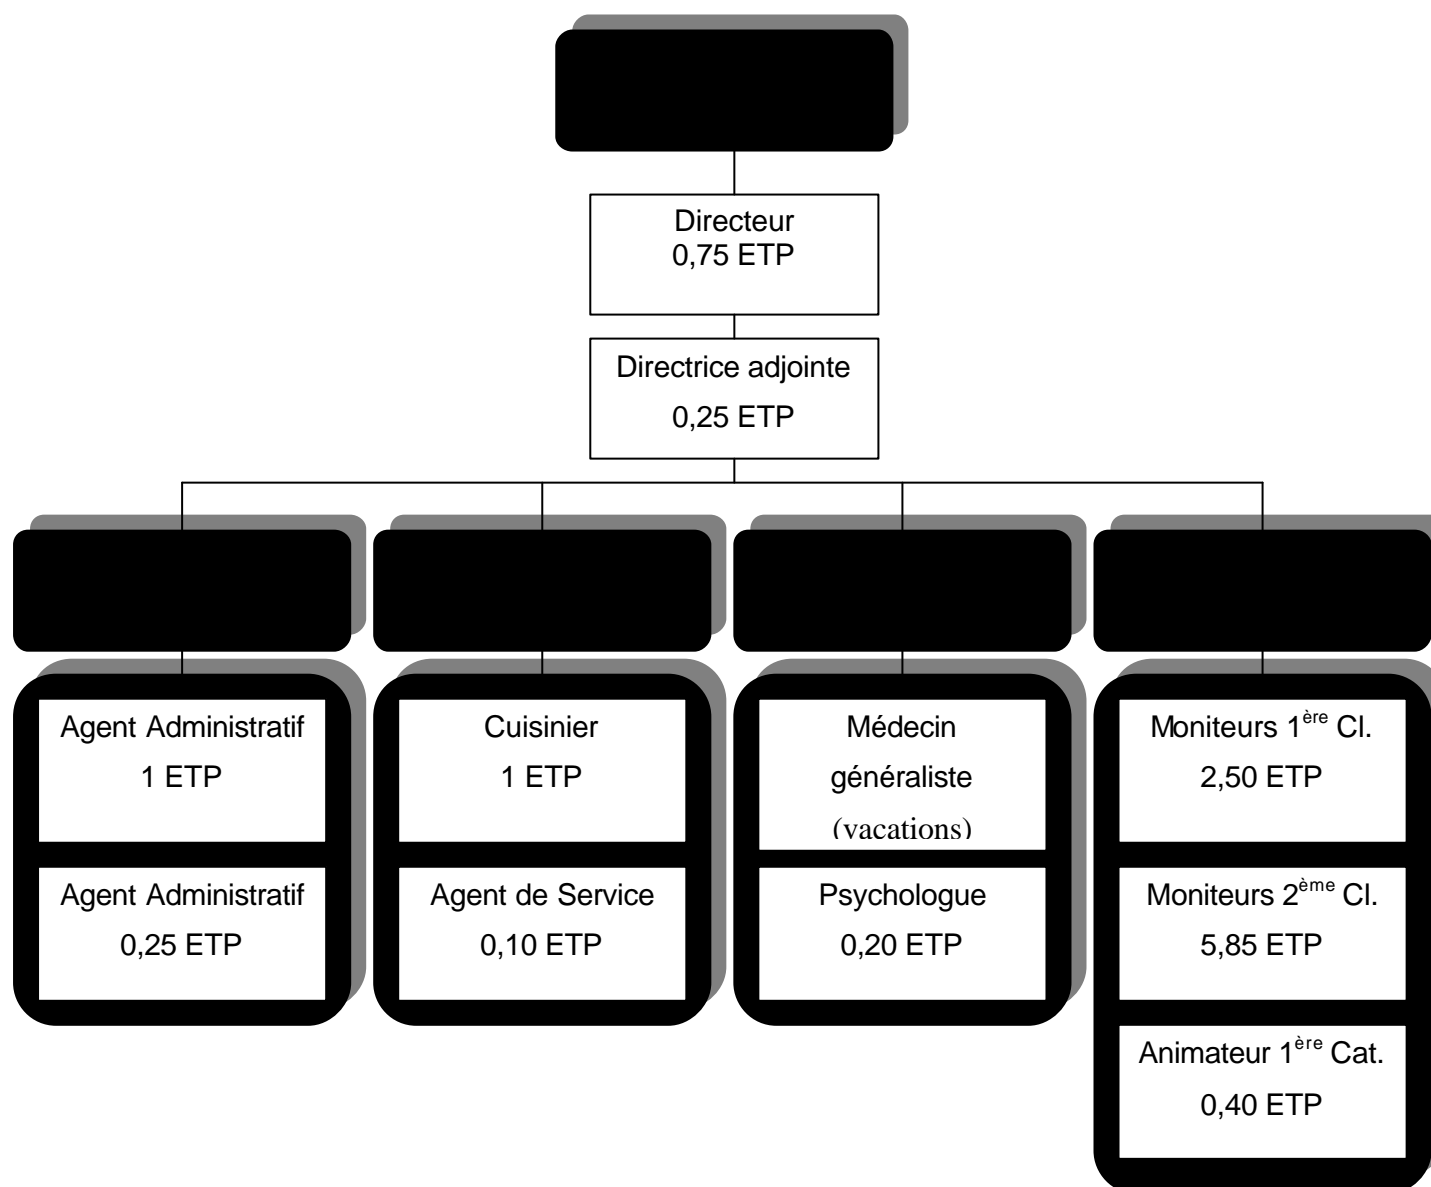 Directeur
0,75 ETP
Directrice adjointe
0,25 ETP
Agent Administratif
1 ETP
Agent Administratif
0,25 ETP
Cuisinier
1 ETP
Agent de Service
0,10 ETP
Médecin
généraliste
(vacations)
Psychologue
0,20 ETP
Moniteurs 1ère Cl.
2,50 ETP
Moniteurs 2ème Cl.
5,85 ETP
Animateur 1ère Cat.
0,40 ETP